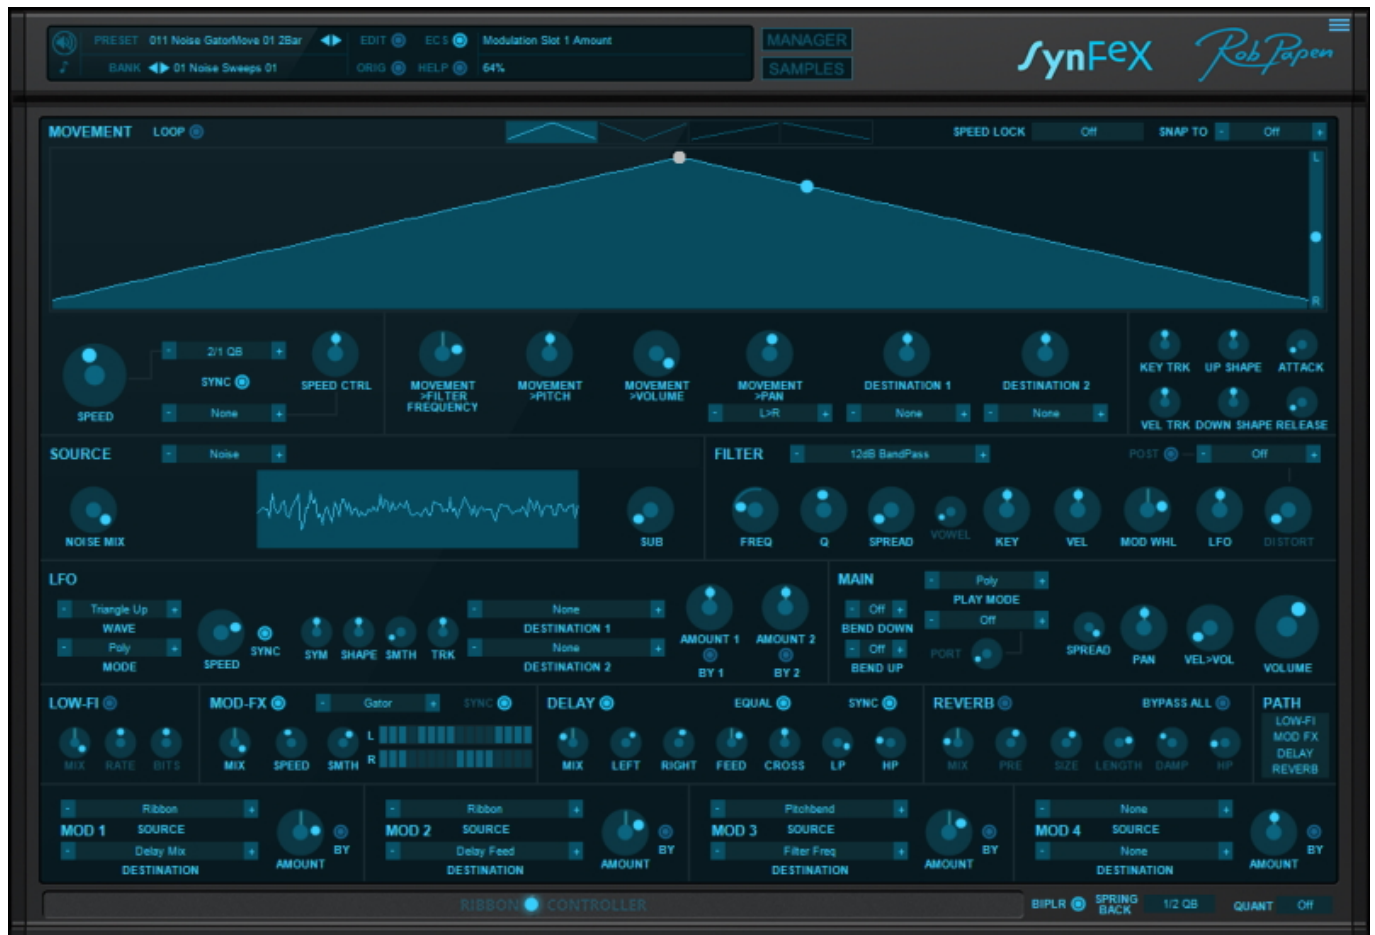 PRESET 011 Noise GatorMove 01 2Bar EDIT ECS Modulation Slot 1 Amount MANAGER
BANK 01 Noise Sweeps 01 ORIG HELP 64% SAMPLES
SynFeX Rob Papen
MOVEMENT LOOP SPEED LOCK Off SNAP TO - Off +
L
R
- 2/1 QB +
SYNC
SPEED CTRL
SPEED
- None +
MOVEMENT
>FILTER
FREQUENCY
MOVEMENT
>PITCH
MOVEMENT
>VOLUME
MOVEMENT
>PAN
- L>R +
DESTINATION 1
- None +
DESTINATION 2
- None +
KEY TRK UP SHAPE ATTACK
VEL TRK DOWN SHAPE RELEASE
SOURCE - Noise +
NOISE MIX SUB
FILTER - 12dB BandPass + POST - Off +
FREQ Q SPREAD VOWEL KEY VEL MOD WHL LFO DISTORT
LFO
- Triangle Up +
WAVE
- Poly +
MODE
SPEED SYNC SYM SHAPE SMTH TRK
- None +
DESTINATION 1
- None +
DESTINATION 2
AMOUNT 1 AMOUNT 2
BY 1 BY 2
MAIN
- Off +
BEND DOWN
- Off +
BEND UP
- Poly +
PLAY MODE
- Off +
PORT
SPREAD PAN VEL>VOL VOLUME
LOW-FI
MIX RATE BITS
MOD-FX - Gator + SYNC
MIX SPEED SMTH
L
R
DELAY EQUAL SYNC
MIX LEFT RIGHT FEED CROSS LP HP
REVERB BYPASS ALL
MIX PRE SIZE LENGTH DAMP HP
PATH
LOW-FI
MOD FX
DELAY
REVERB
- Ribbon +
MOD 1 SOURCE
- Delay Mix +
DESTINATION
AMOUNT BY
- Ribbon +
MOD 2 SOURCE
- Delay Feed +
DESTINATION
AMOUNT BY
- Pitchbend +
MOD 3 SOURCE
- Filter Freq +
DESTINATION
AMOUNT BY
- None +
MOD 4 SOURCE
- None +
DESTINATION
AMOUNT BY
RIBBON CONTROLLER
BIPLR SPRING
BACK 1/2 QB QUANT Off